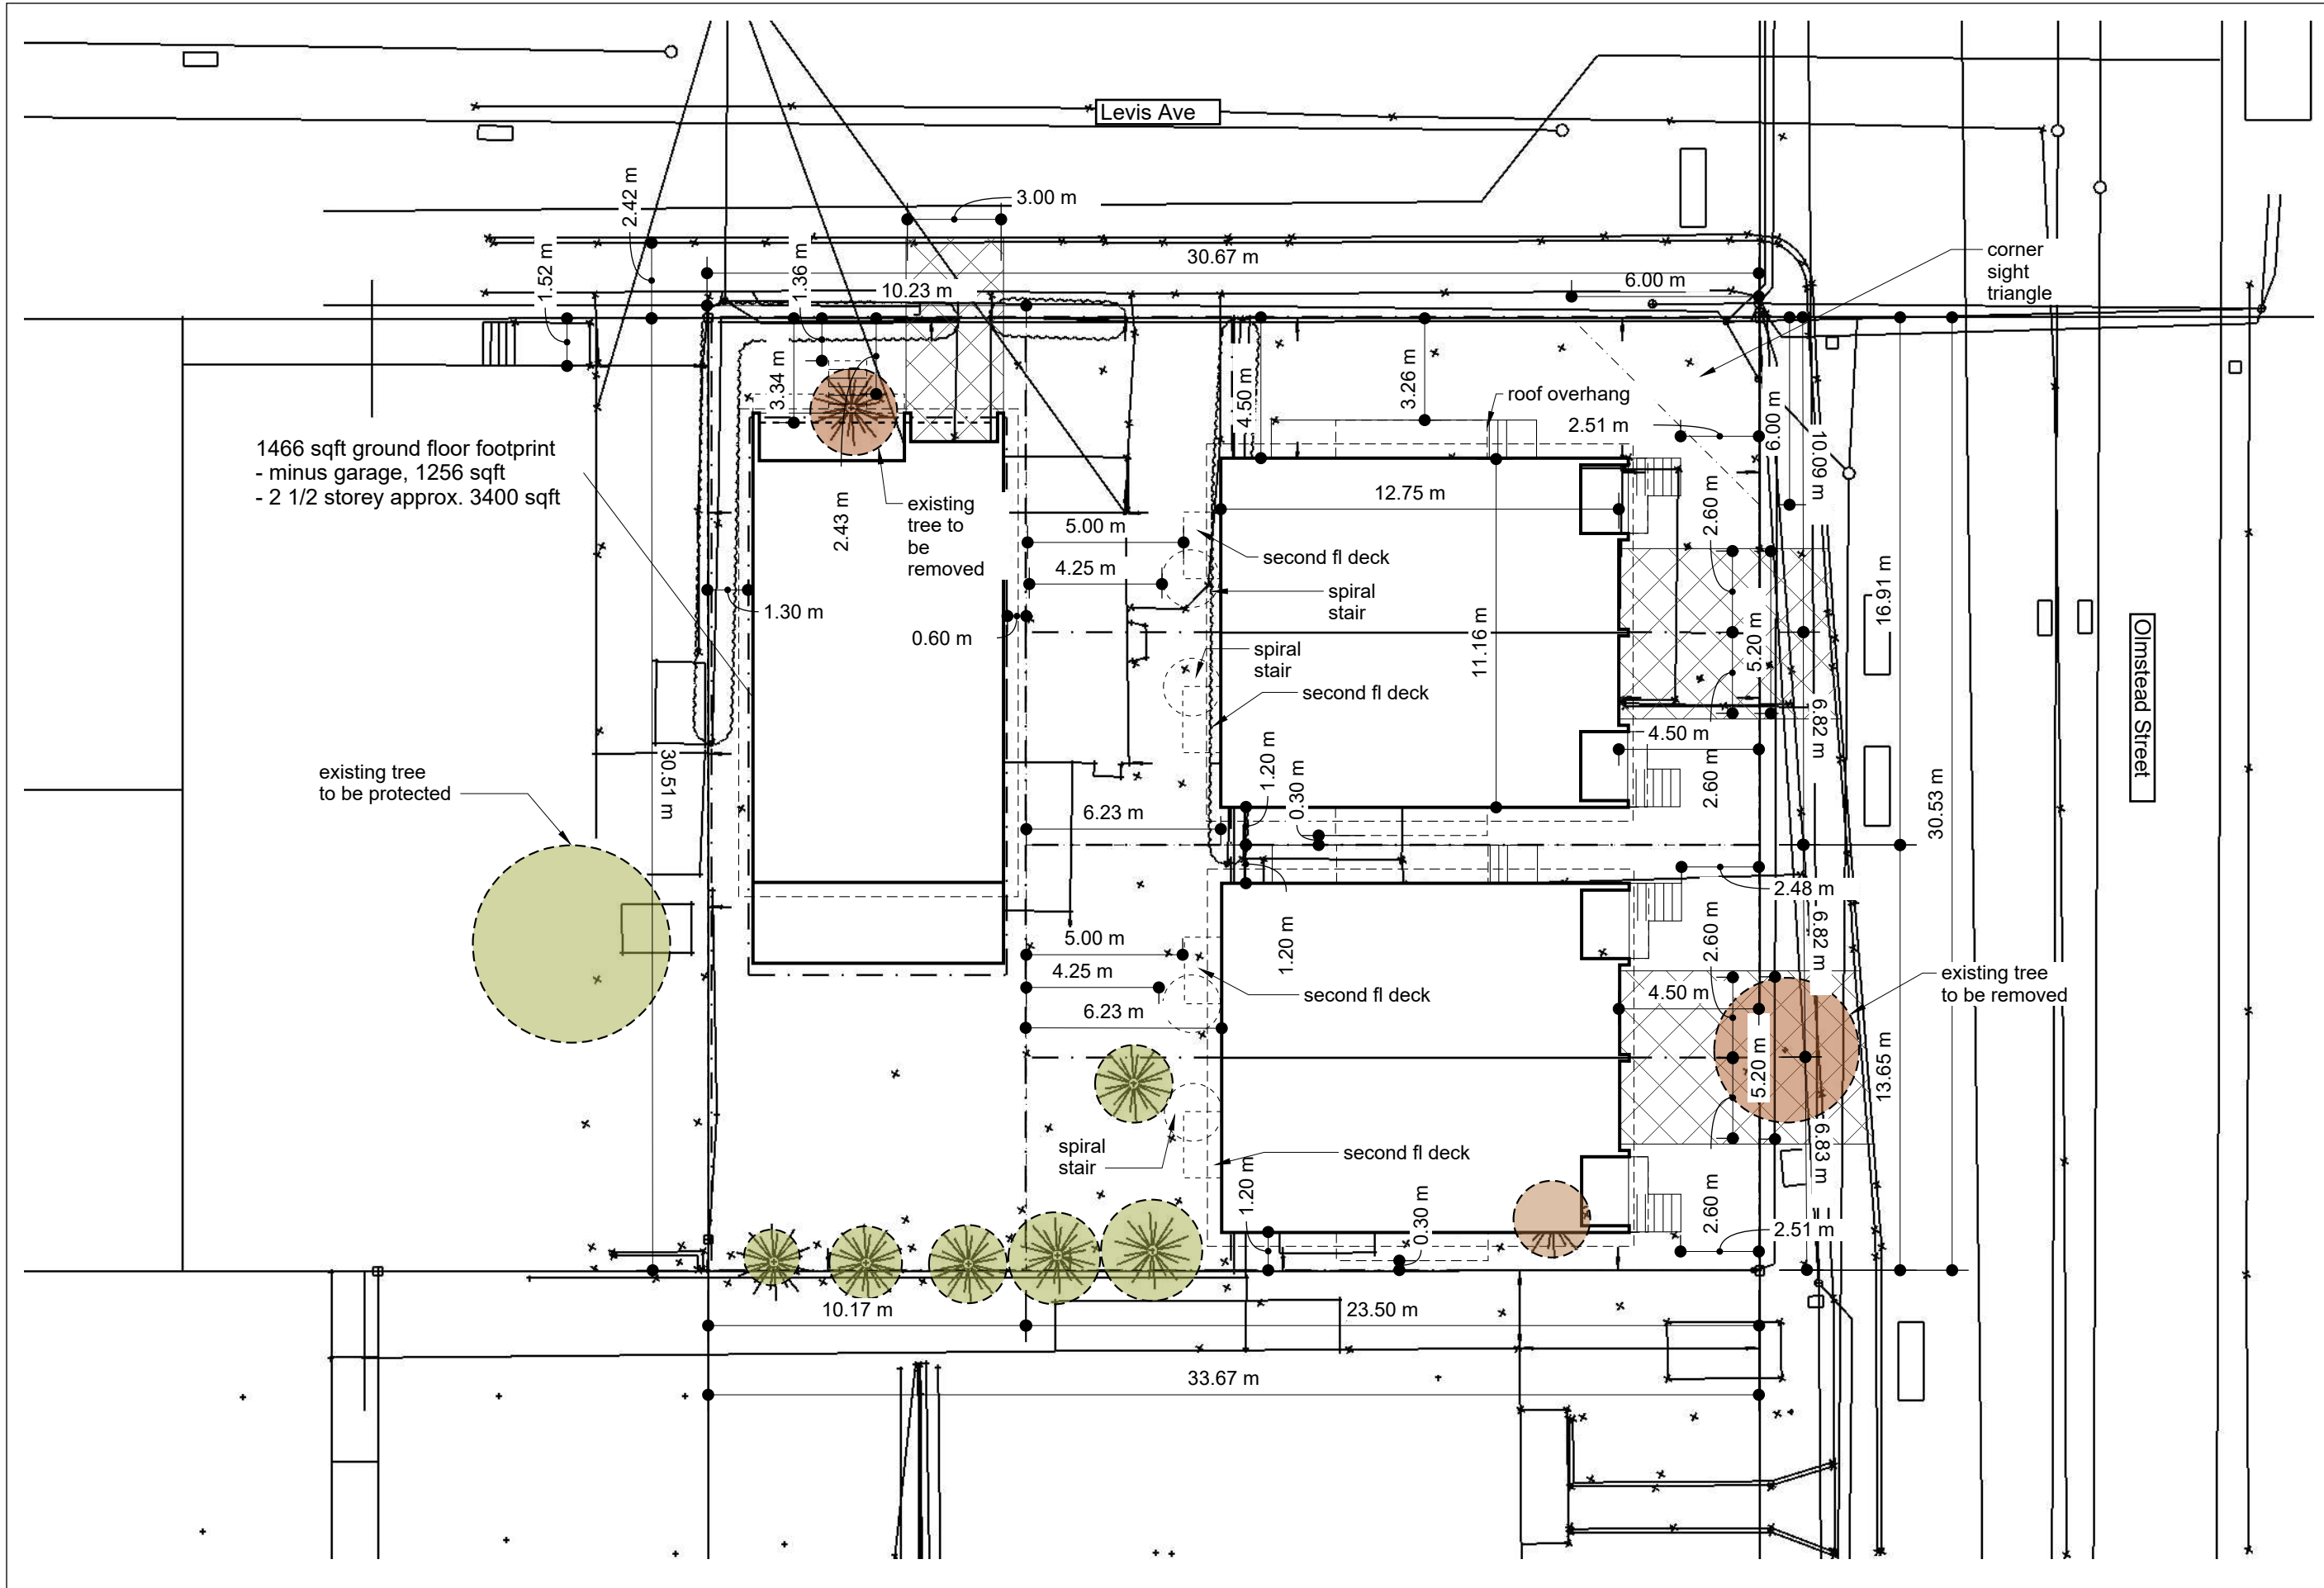 Levis Ave
2.42 m
3.00 m
1.52 m
1.36 m
30.67 m
10.23 m
6.00 m
corner
sight
triangle
3.34 m
4.50 m
3.26 m
roof overhang
2.51 m
6.00 m
10.09 m
1466 sqft ground floor footprint
- minus garage, 1256 sqft
- 2 1/2 storey approx. 3400 sqft
2.43 m
existing
tree to
be
removed
12.75 m
2.60 m
5.00 m
second fl deck
4.25 m
spiral
stair
1.30 m
0.60 m
11.16 m
5.20 m
16.91 m
Olmstead Street
spiral
stair
second fl deck
6.82 m
4.50 m
30.51 m
existing tree
to be protected
1.20 m
0.30 m
2.60 m
30.53 m
6.23 m
2.48 m
1.20 m
5.00 m
2.60 m
6.82 m
4.25 m
second fl deck
4.50 m
existing tree
to be removed
6.23 m
5.20 m
13.65 m
spiral
stair
second fl deck
6.83 m
1.20 m
0.30 m
2.60 m
2.51 m
10.17 m
23.50 m
33.67 m